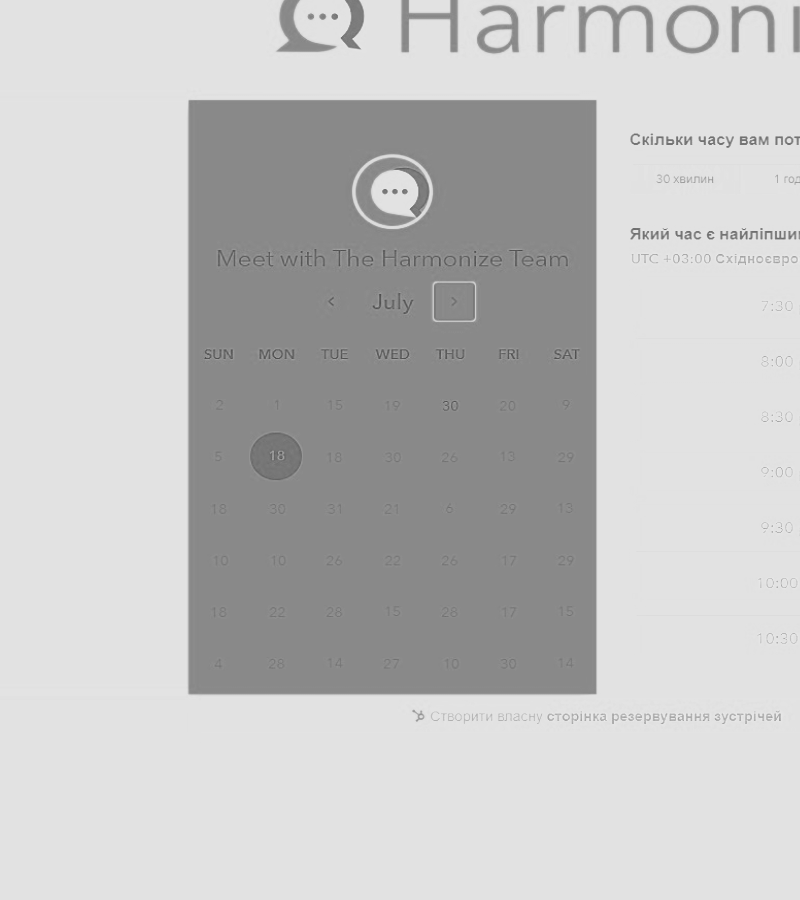 Harmoni
Meet with The Harmonize Team
July
SUN MON TUE WED THU FRI SAT
2 1 15 19 30 20 9
5 18 18 30 26 13 29
18 30 31 21 6 29 13
10 10 26 22 26 17 29
18 22 28 15 28 17 15
4 28 14 27 10 30 14
Скільки часу вам пот
30 хвилин 1 год
Який час є найліпши
UTC +03:00 Східноєвро
7:30
8:00
8:30
9:00
9:30
10:00
10:30
Створити власну сторінка резервування зустрічей